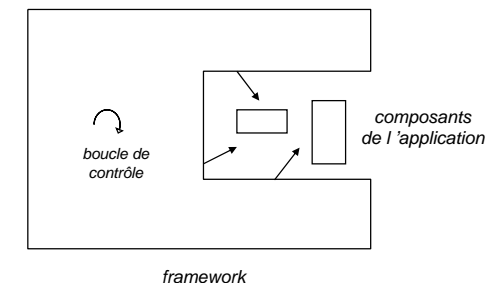 composants
de l 'application
boucle de
contrôle
framework